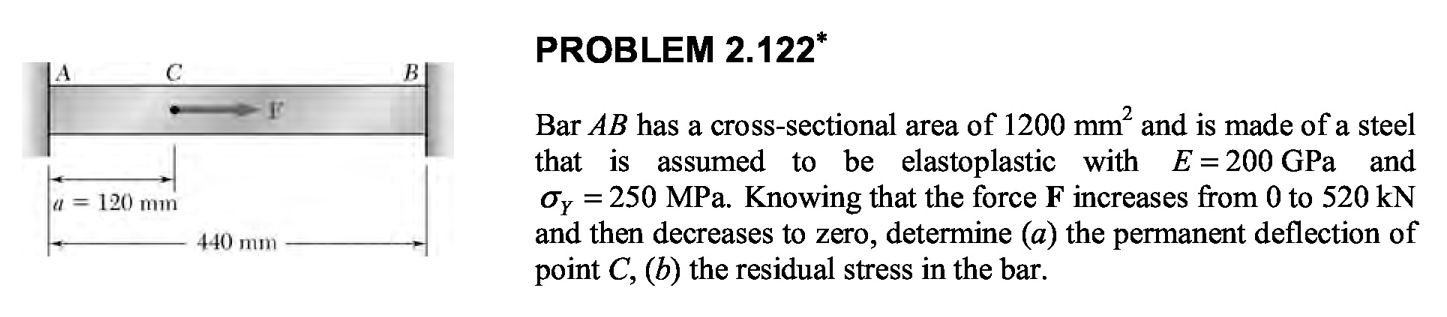 PROBLEM 2.122*
A C B
F
Bar AB has a cross-sectional area of 1200 mm² and is made of a steel
that is assumed to be elastoplastic with E = 200 GPa and
σY = 250 MPa. Knowing that the force F increases from 0 to 520 kN
and then decreases to zero, determine (a) the permanent deflection of
point C, (b) the residual stress in the bar.
a = 120 mm
440 mm